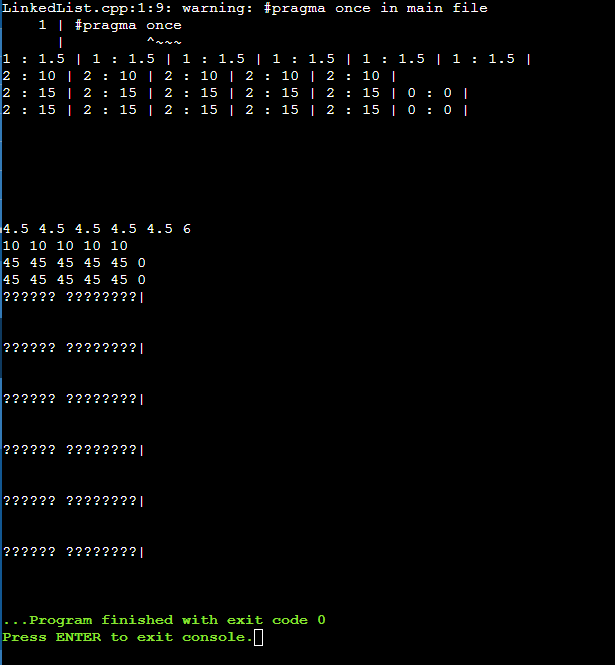 LinkedList.cpp:1:9: warning: #pragma once in main file
    1 | #pragma once
      |         ^~~~
1 : 1.5 | 1 : 1.5 | 1 : 1.5 | 1 : 1.5 | 1 : 1.5 | 1 : 1.5 |
2 : 10 | 2 : 10 | 2 : 10 | 2 : 10 | 2 : 10 |
2 : 15 | 2 : 15 | 2 : 15 | 2 : 15 | 2 : 15 | 0 : 0 |
2 : 15 | 2 : 15 | 2 : 15 | 2 : 15 | 2 : 15 | 0 : 0 |
4.5 4.5 4.5 4.5 4.5 6
10 10 10 10 10
45 45 45 45 45 0
45 45 45 45 45 0
?????? ????????|
?????? ????????|
?????? ????????|
?????? ????????|
?????? ????????|
?????? ????????|
...Program finished with exit code 0
Press ENTER to exit console.